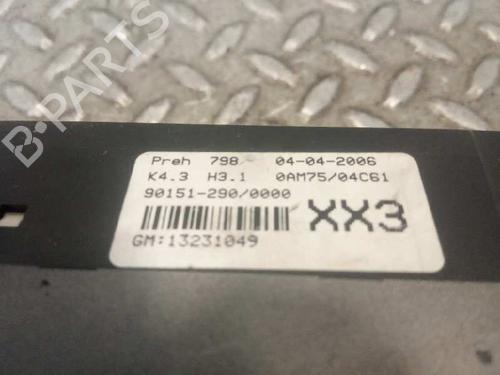 B-PARTS
Preh 798 04-04-2006
K4.3 H3.1 0AM75/04C61
90151-290/0000
XX3
GM:13231049